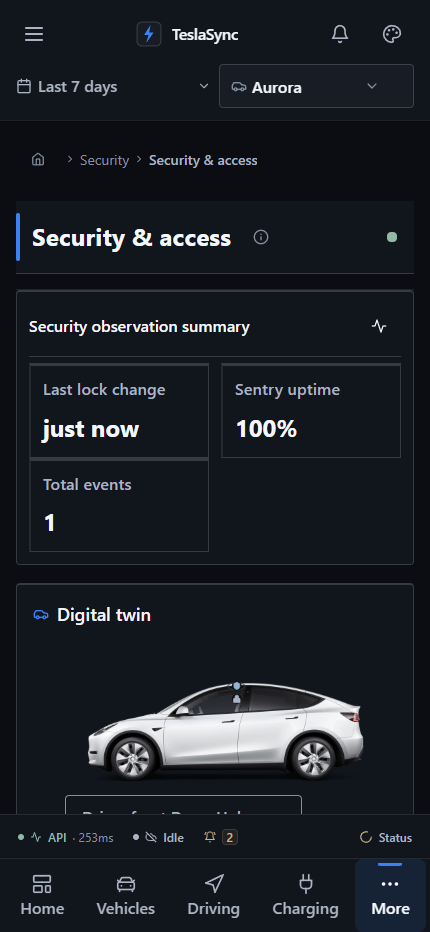 TeslaSync
Last 7 days
Aurora
Security
Security & access
Security & access
Security observation summary
Last lock change
just now
Sentry uptime
100%
Total events
1
Digital twin
API · 253ms
Idle
2
Status
Home
Vehicles
Driving
Charging
More